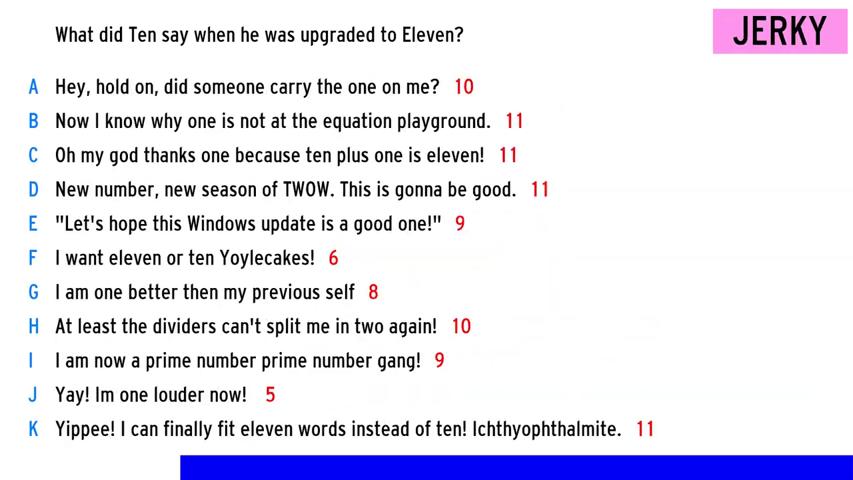 What did Ten say when he was upgraded to Eleven?
JERKY
A Hey, hold on, did someone carry the one on me? 10
B Now I know why one is not at the equation playground. 11
C Oh my god thanks one because ten plus one is eleven! 11
D New number, new season of TWOW. This is gonna be good. 11
E "Let's hope this Windows update is a good one!" 9
F I want eleven or ten Yoylecakes! 6
G I am one better then my previous self 8
H At least the dividers can't split me in two again! 10
I I am now a prime number prime number gang! 9
J Yay! Im one louder now! 5
K Yippee! I can finally fit eleven words instead of ten! Ichthyophthalmite. 11